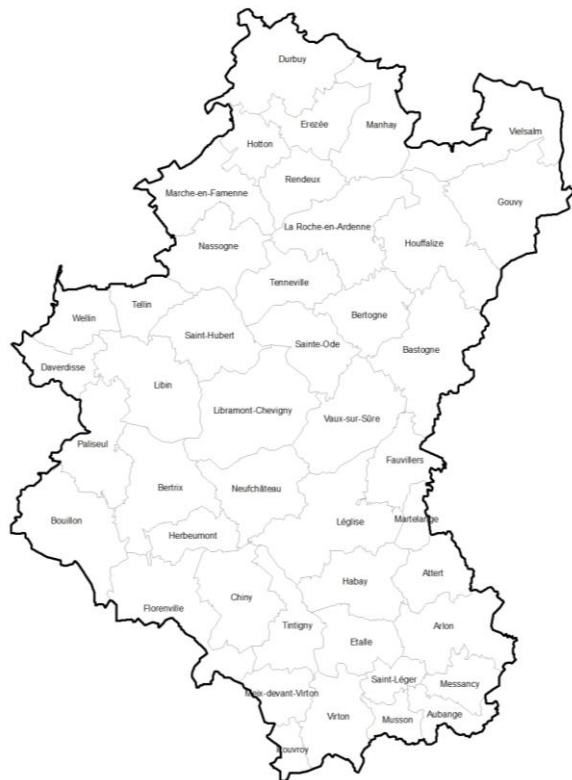 Durbuy
Erezée
Manhay
Vielsalm
Hotton
Rendeux
Marche-en-Famenne
Gouvy
La Roche-en-Ardenne
Houffalize
Nassogne
Tenneville
Tellin
Bertogne
Wellin
Saint-Hubert
Sainte-Ode
Bastogne
Daverdisse
Libin
Libramont-Chevigny
Vaux-sur-Sûre
Paliseul
Fauvillers
Bertrix
Neufchâteau
Bouillon
Léglise
Martelange
Herbeumont
Attert
Habay
Chiny
Florenville
Tintigny
Arlon
Etalle
Saint-Léger
Messancy
Meix-devant-Virton
Virton
Musson
Aubange
Rouvroy